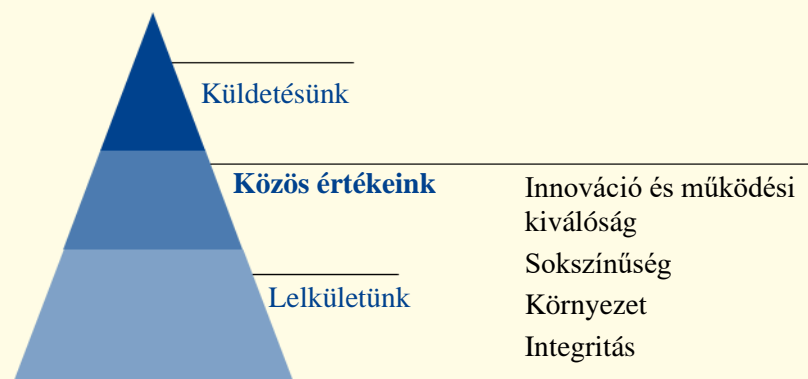 Küldetésünk
Közös értékeink
Innováció és működési
kiválóság
Sokszínűség
Környezet
Integritás
Lelkületünk